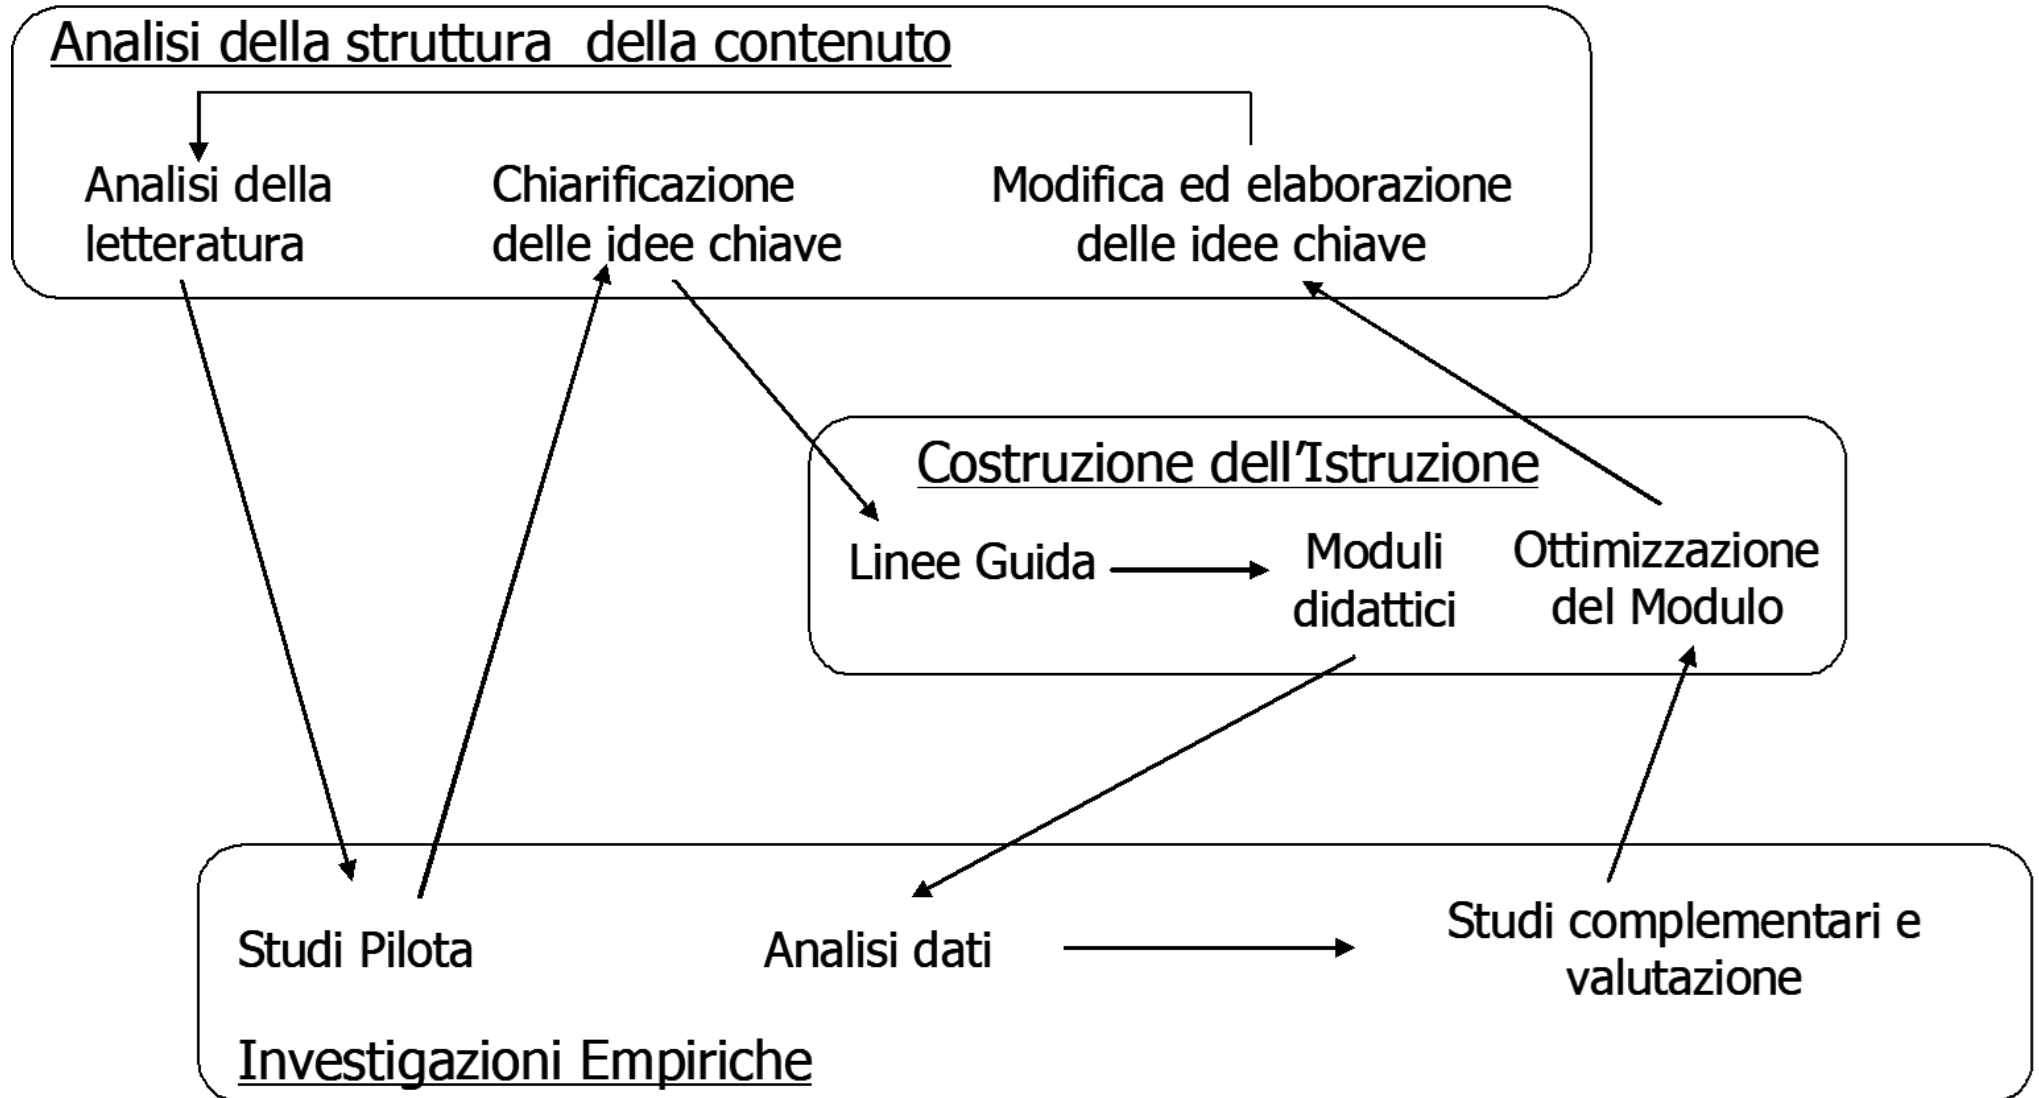 Analisi della struttura  della contenuto
Analisi della
letteratura
Chiarificazione
delle idee chiave
Modifica ed elaborazione
delle idee chiave
Costruzione dell'Istruzione
Linee Guida
Moduli
didattici
Ottimizzazione
del Modulo
Studi Pilota
Analisi dati
Studi complementari e
valutazione
Investigazioni Empiriche